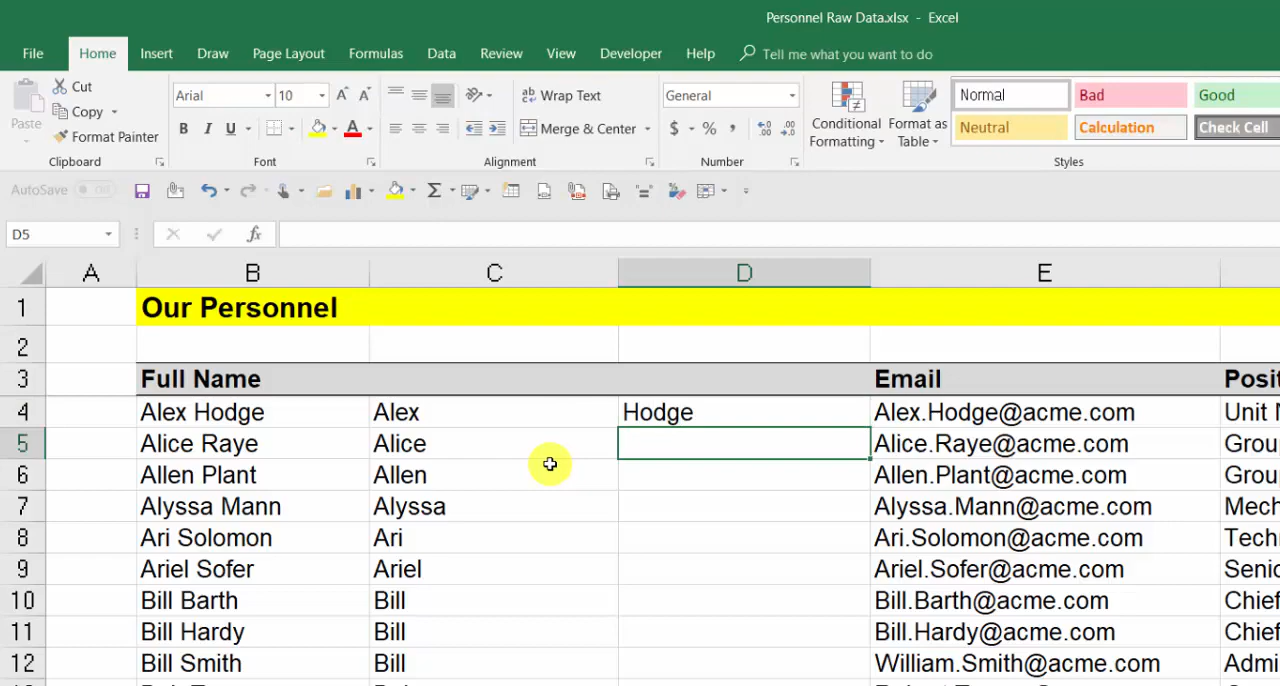 Personnel Raw Data.xlsx - Excel
File Home Insert Draw Page Layout Formulas Data Review View Developer Help Tell me what you want to do
Paste Cut Copy Format Painter Clipboard
Arial 10 B I U A Font
Wrap Text Merge & Center Alignment
General $ % , Number
Conditional Formatting Format as Table
Normal Bad Good
Neutral Calculation Check Cell
Styles
AutoSave Off
D5 fx
A B C D E
1 Our Personnel
2
3 Full Name Email Posit
4 Alex Hodge Alex Hodge Alex.Hodge@acme.com Unit
5 Alice Raye Alice Alice.Raye@acme.com Grou
6 Allen Plant Allen Allen.Plant@acme.com Grou
7 Alyssa Mann Alyssa Alyssa.Mann@acme.com Mech
8 Ari Solomon Ari Ari.Solomon@acme.com Techn
9 Ariel Sofer Ariel Ariel.Sofer@acme.com Senio
10 Bill Barth Bill Bill.Barth@acme.com Chief
11 Bill Hardy Bill Bill.Hardy@acme.com Chief
12 Bill Smith Bill William.Smith@acme.com Admi